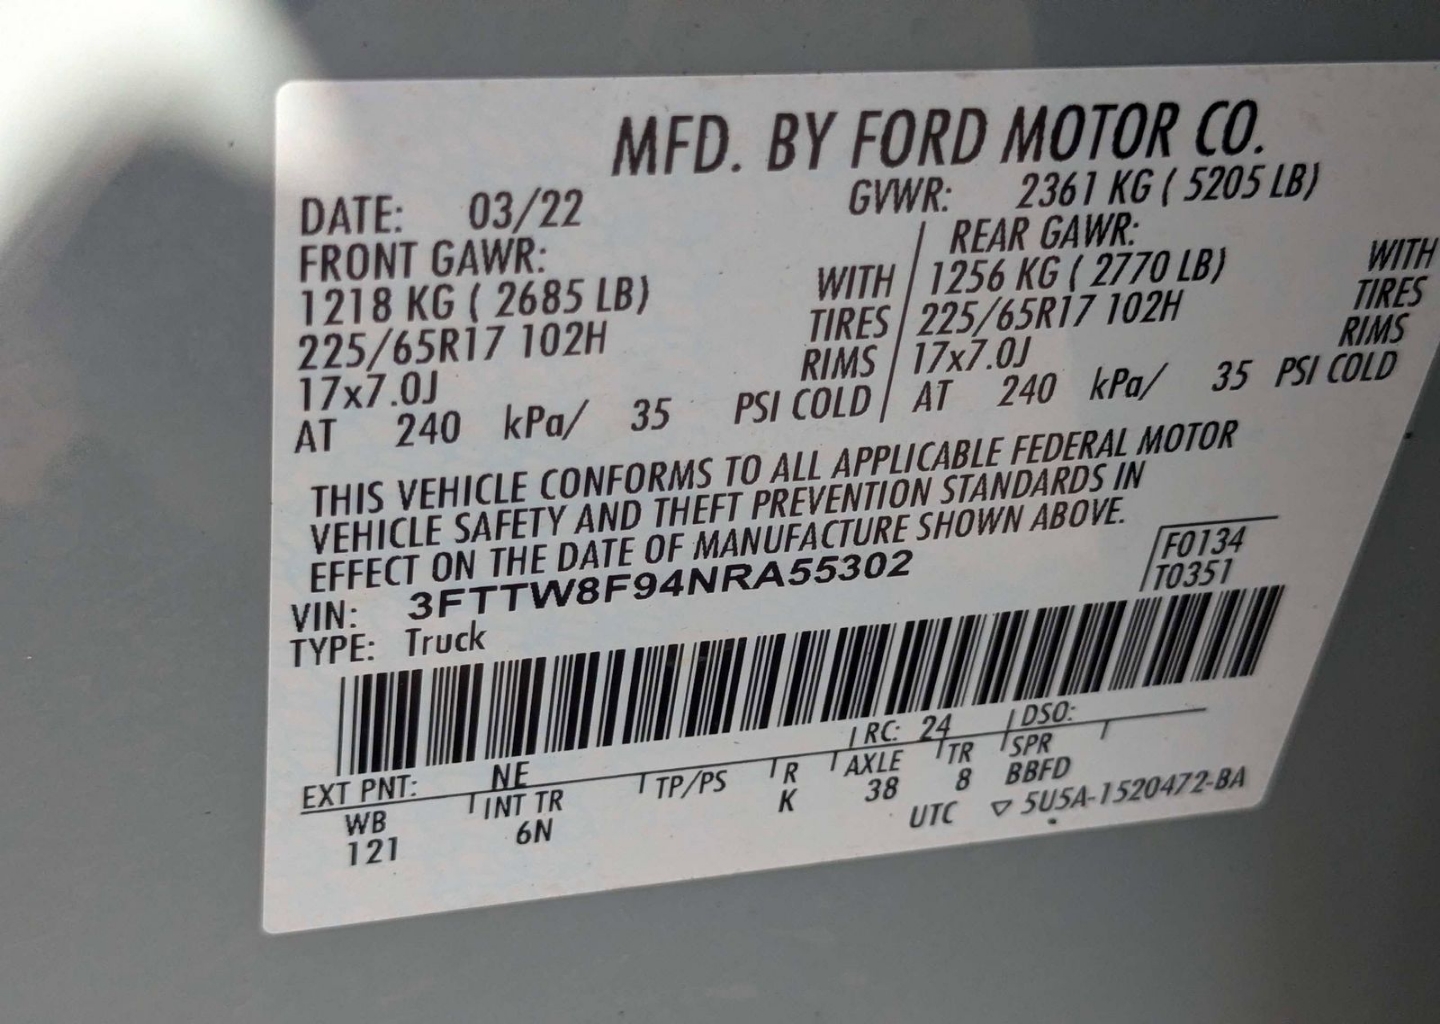 MFD. BY FORD MOTOR CO.
DATE: 03/22 GVWR: 2361 KG ( 5205 LB)
FRONT GAWR: REAR GAWR:
1218 KG ( 2685 LB) WITH 1256 KG ( 2770 LB) WITH
225/65R17 102H TIRES 225/65R17 102H TIRES
17x7.0J RIMS 17x7.0J RIMS
AT 240 kPa/ 35 PSI COLD AT 240 kPa/ 35 PSI COLD
THIS VEHICLE CONFORMS TO ALL APPLICABLE FEDERAL MOTOR
VEHICLE SAFETY AND THEFT PREVENTION STANDARDS IN
EFFECT ON THE DATE OF MANUFACTURE SHOWN ABOVE.
F0134
VIN: 3FTTW8F94NRA55302
T0351
TYPE: Truck
EXT PNT: NE RC: 24 DSO:
WB INT TR TP/PS R AXLE TR SPR
121 6N K 38 8 BBFD
UTC ▽ 5U5A-1520472-BA